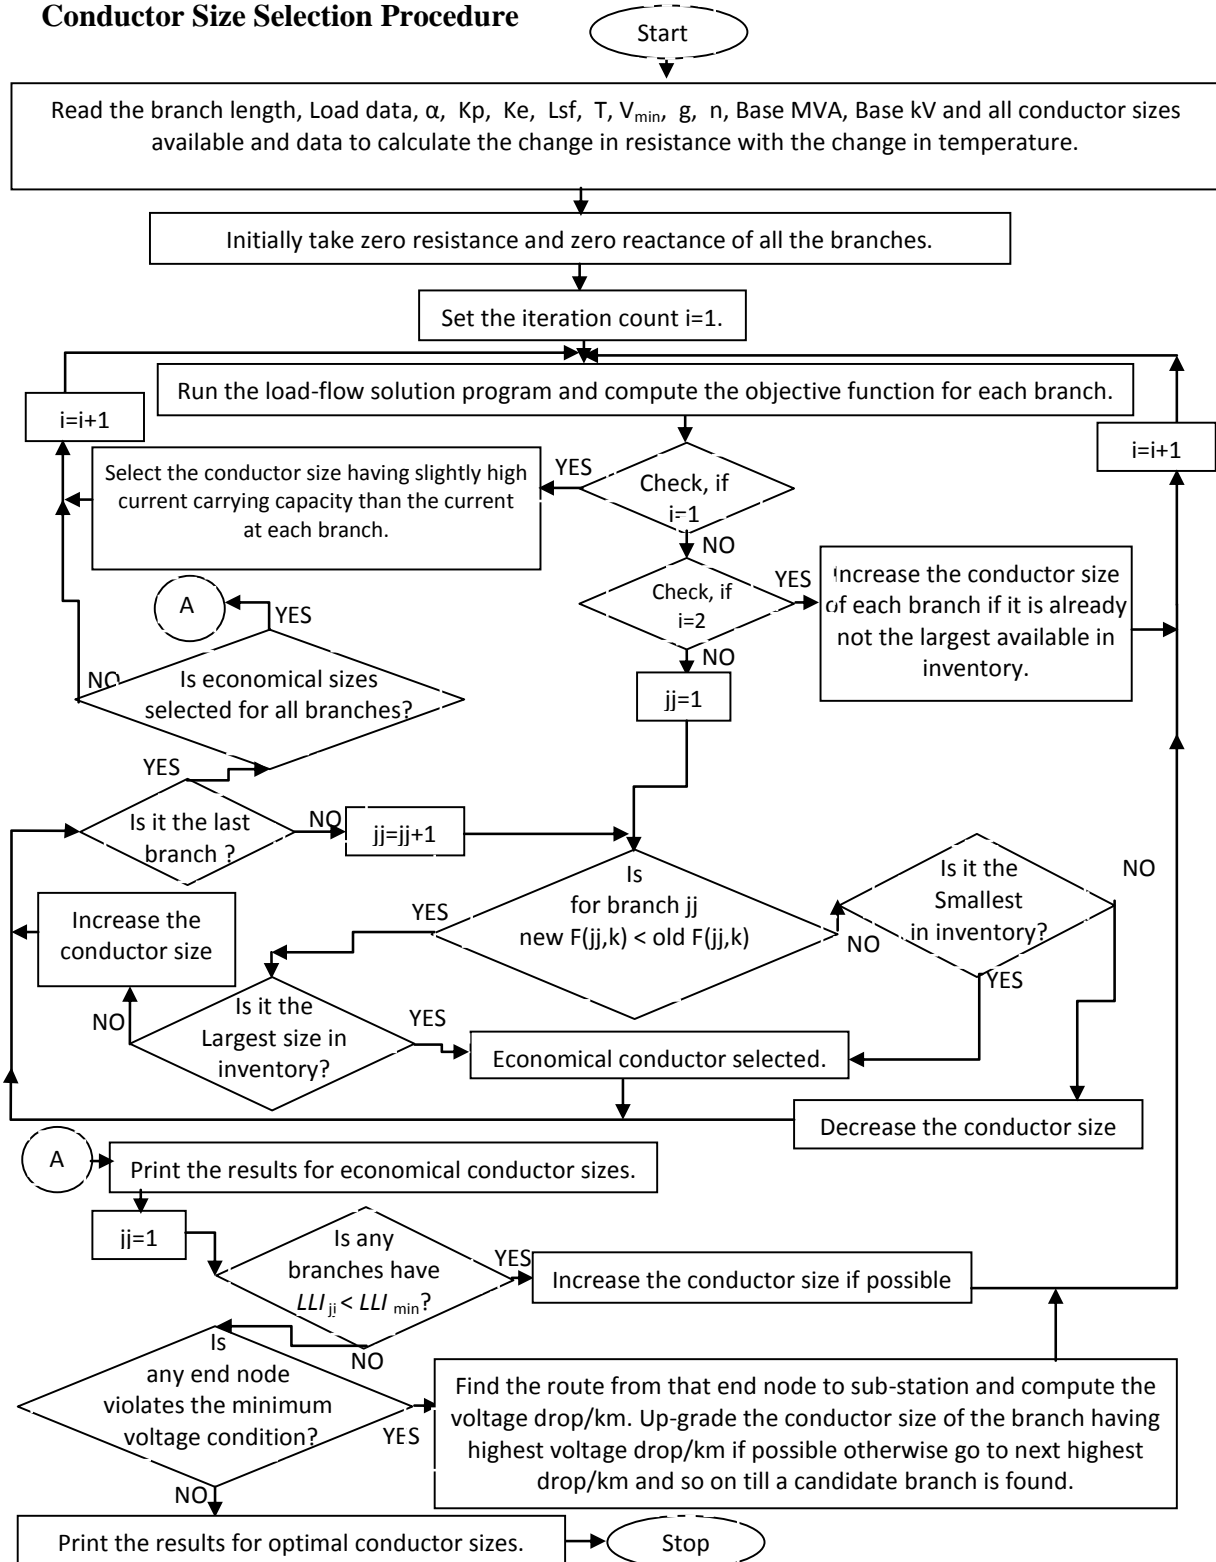 Conductor Size Selection Procedure
Start
Read the branch length, Load data, α, Kp, Ke, Lsf, T, Vmin, g, n, Base MVA, Base kV and all conductor sizes
available and data to calculate the change in resistance with the change in temperature.
Initially take zero resistance and zero reactance of all the branches.
Set the iteration count i=1.
Run the load-flow solution program and compute the objective function for each branch.
i=i+1
i=i+1
Select the conductor size having slightly high
current carrying capacity than the current
at each branch.
YES
Check, if
i=1
NO
Check, if
i=2
YES
Increase the conductor size
of each branch if it is already
not the largest available in
inventory.
NO
jj=1
A
YES
NO
Is economical sizes
selected for all branches?
YES
Is it the last
branch ?
NO
jj=jj+1
Is
for branch jj
new F(jj,k) < old F(jj,k)
YES
NO
Is it the
Smallest
in inventory?
NO
YES
Increase the
conductor size
NO
Is it the
Largest size in
inventory?
YES
Economical conductor selected.
Decrease the conductor size
A
Print the results for economical conductor sizes.
jj=1
Is any
branches have
LLI jj < LLI min?
YES
Increase the conductor size if possible
NO
Is
any end node
violates the minimum
voltage condition?
YES
Find the route from that end node to sub-station and compute the
voltage drop/km. Up-grade the conductor size of the branch having
highest voltage drop/km if possible otherwise go to next highest
drop/km and so on till a candidate branch is found.
NO
Print the results for optimal conductor sizes.
Stop